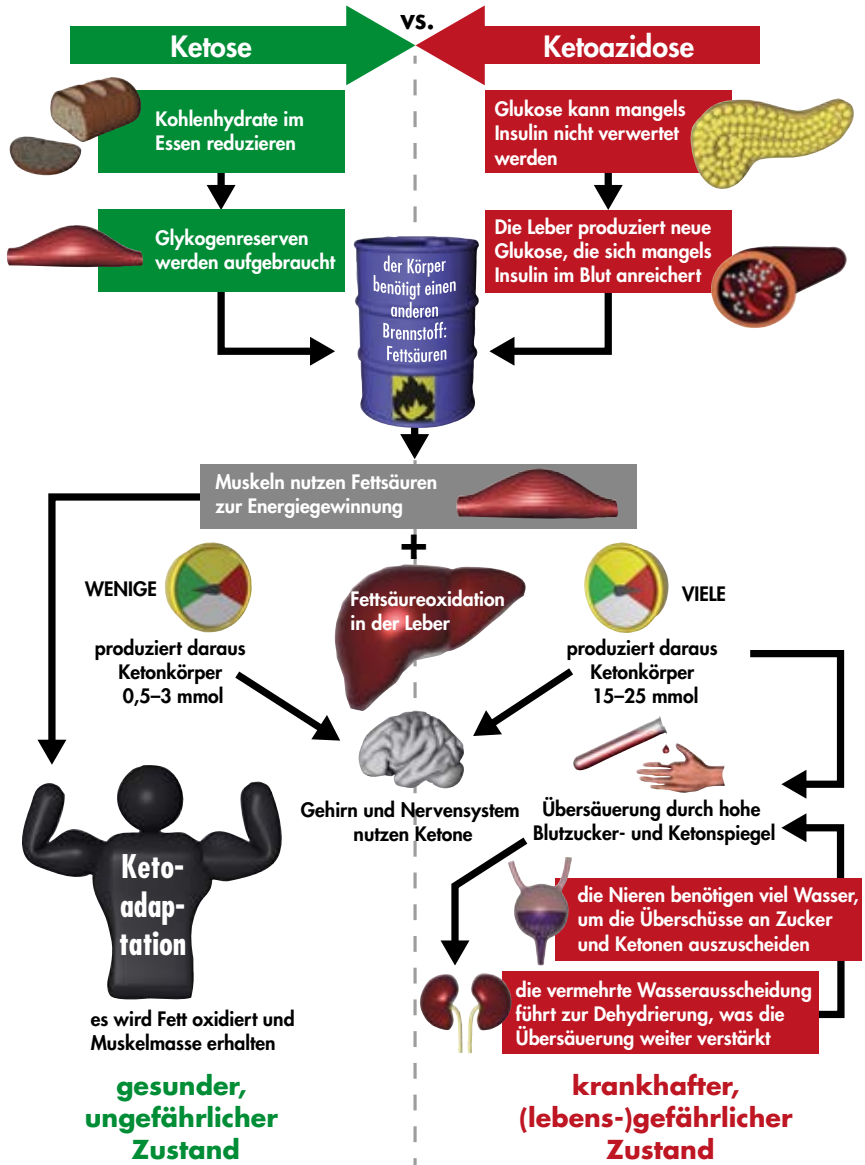 vs.
Ketose
Ketoazidose
Kohlenhydrate im
Essen reduzieren
Glukose kann mangels
Insulin nicht verwertet
werden
Glykogenreserven
werden aufgebraucht
Die Leber produziert neue
Glukose, die sich mangels
Insulin im Blut anreichert
der Körper
benötigt einen
anderen
Brennstoff:
Fettsäuren
Muskeln nutzen Fettsäuren
zur Energiegewinnung
+
WENIGE
produziert daraus
Ketonkörper
0,5–3 mmol
Fettsäureoxidation
in der Leber
VIELE
produziert daraus
Ketonkörper
15–25 mmol
Gehirn und Nervensystem
nutzen Ketone
Übersäuerung durch hohe
Blutzucker- und Ketonspiegel
Keto-
adap-
tation
es wird Fett oxidiert und
Muskelmasse erhalten
die Nieren benötigen viel Wasser,
um die Überschüsse an Zucker
und Ketonen auszuscheiden
die vermehrte Wasserausscheidung
führt zur Dehydrierung, was die
Übersäuerung weiter verstärkt
gesunder,
ungefährlicher
Zustand
krankhafter,
(lebens-)gefährlicher
Zustand